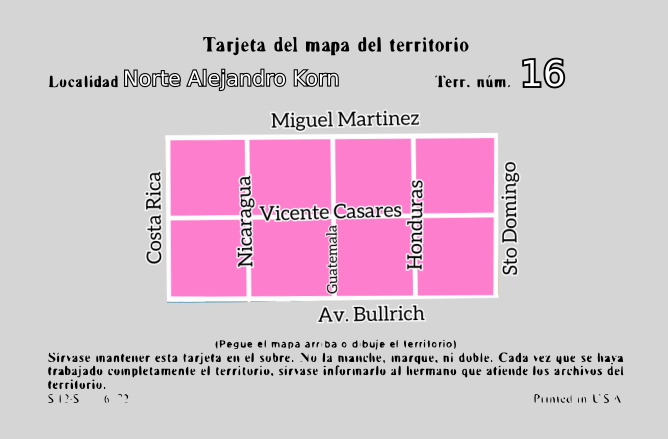 Tarjeta del mapa del territorio
Localidad Norte Alejandro Korn Terr. núm. 16
Miguel Martinez
Costa Rica
Nicaragua
Vicente Casares
Guatemala
Honduras
Sto Domingo
Av. Bullrich
(Pegue el mapa arriba o dibuje el territorio)
Sírvase mantener esta tarjeta en el sobre. No la manche, marque, ni doble. Cada vez que se haya
trabajado completamente el territorio, sírvase informarlo al hermano que atiende los archivos del
territorio.
S-12-S 6-72 Printed in U.S.A.